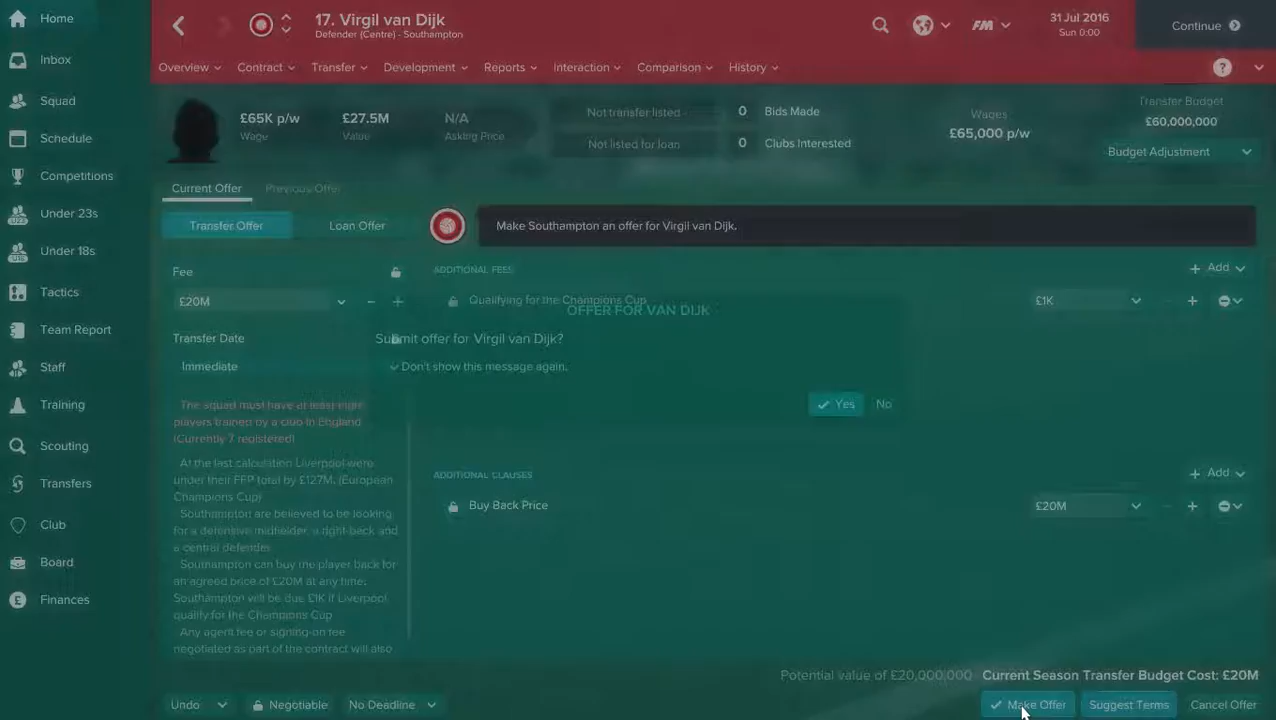 Home
Inbox
Squad
Schedule
Competitions
Under 23s
Under 18s
Tactics
Team Report
Staff
Training
Scouting
Transfers
Club
Board
Finances
17. Virgil van Dijk
Defender (Centre) - Southampton
FM
31 Jul 2016
Sun 0:00
Continue
Overview
Contract
Transfer
Development
Reports
Interaction
Comparison
History
?
£65K p/w
Wage
£27.5M
Value
N/A
Asking Price
Not transfer listed
Not listed for loan
0 Bids Made
0 Clubs Interested
Wages
£65,000 p/w
Transfer Budget
£60,000,000
Budget Adjustment
Current Offer
Previous Offer
Transfer Offer
Loan Offer
Make Southampton an offer for Virgil van Dijk.
Fee
£20M
Transfer Date
Immediate
ADDITIONAL FEES
+ Add
Qualifying for the Champions Cup
£1K
OFFER FOR VAN DIJK
Submit offer for Virgil van Dijk?
Don't show this message again.
Yes
No
The squad must have at least eight
players trained by a club in England
(Currently 7 registered)
At the last calculation Liverpool were
under their FFP total by £127M. (European
Champions Cup)
Southampton are believed to be looking
for a defensive midfielder, a right-back and
a central defender.
Southampton can buy the player back for
an agreed price of £20M at any time.
Southampton will be due £1K if Liverpool
qualify for the Champions Cup
Any agent fee or signing-on fee
negotiated as part of the contract will also
ADDITIONAL CLAUSES
+ Add
Buy Back Price
£20M
Potential value of £20,000,000
Current Season Transfer Budget Cost: £20M
Undo
Negotiable
No Deadline
Make Offer
Suggest Terms
Cancel Offer